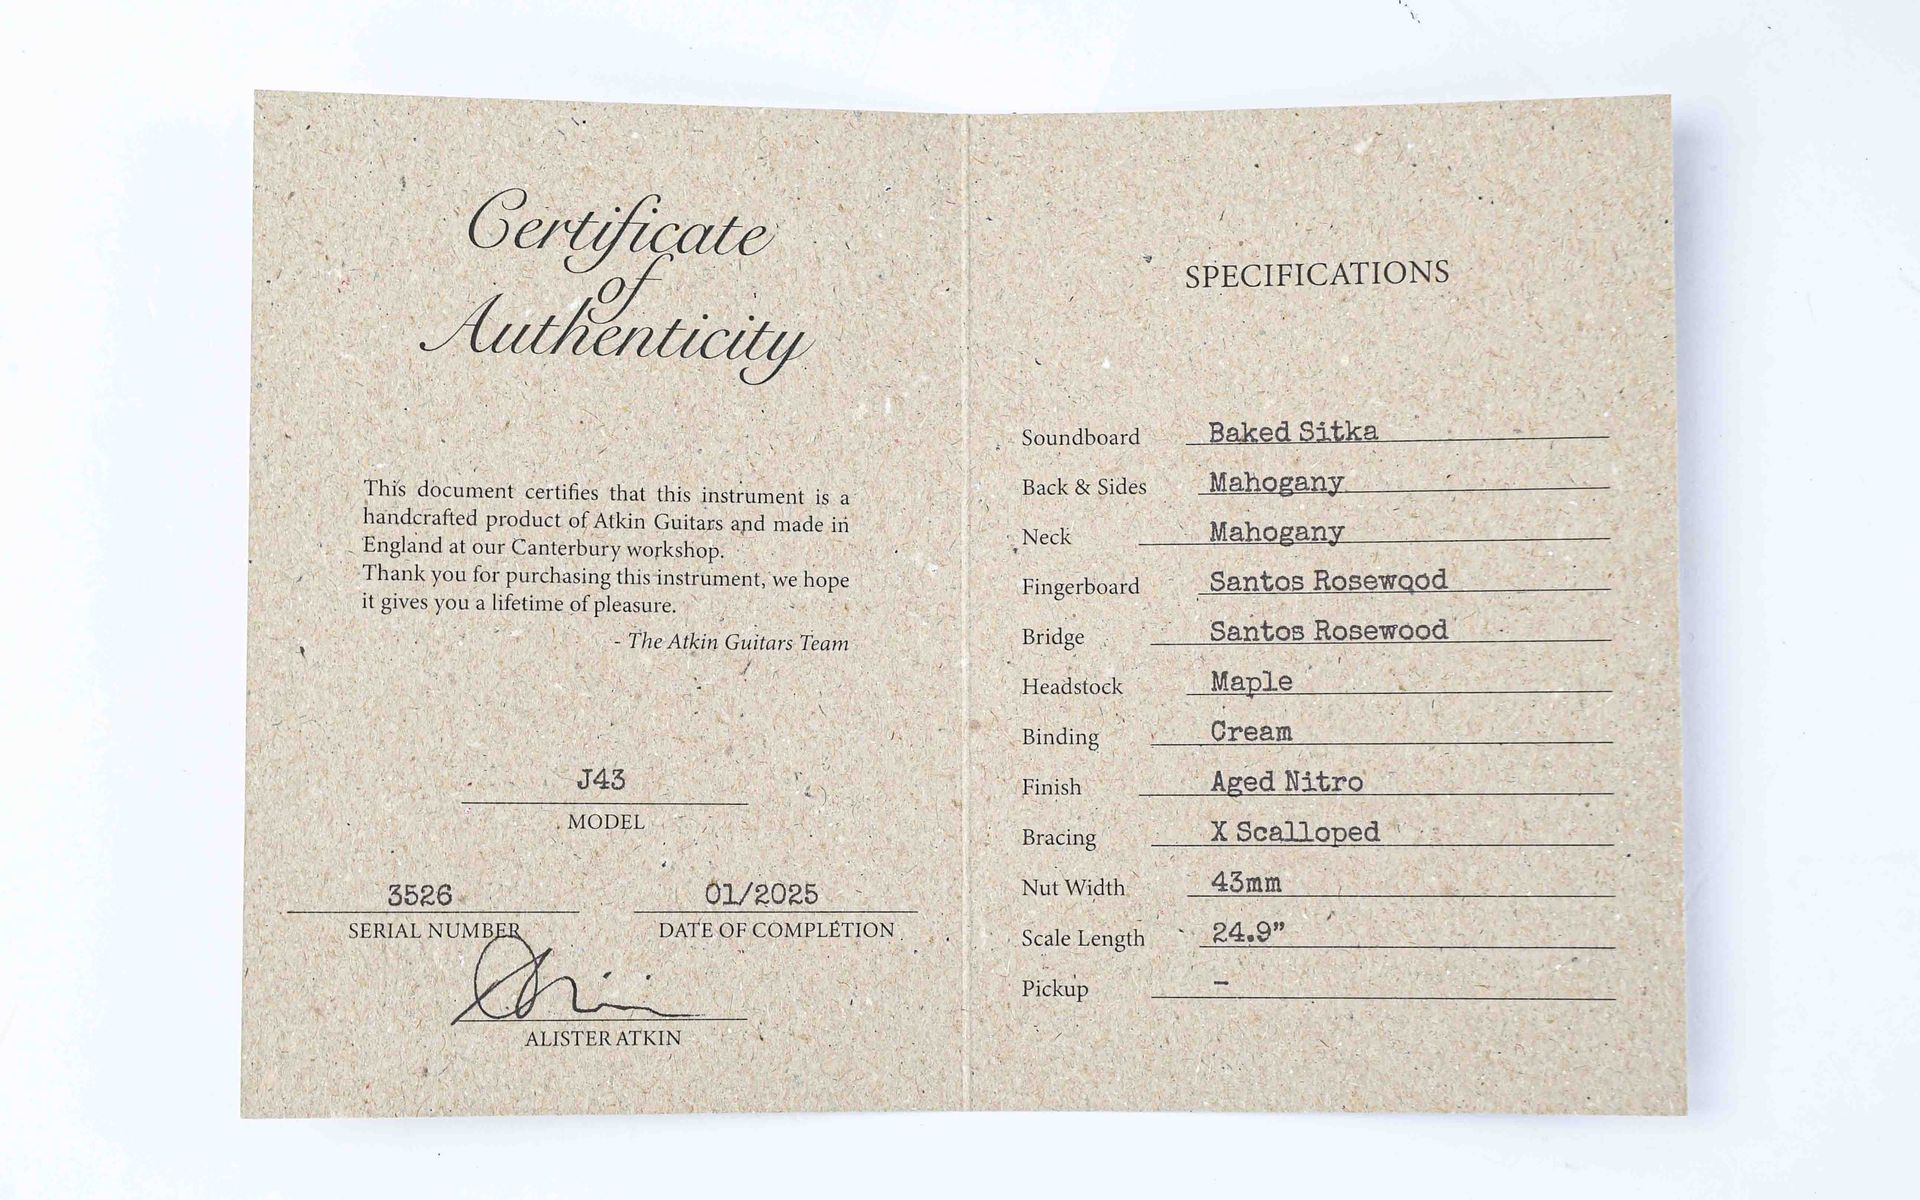 Certificate
of
Authenticity
This document certifies that this instrument is a
handcrafted product of Atkin Guitars and made in
England at our Canterbury workshop.
Thank you for purchasing this instrument, we hope
it gives you a lifetime of pleasure.
- The Atkin Guitars Team
J43
MODEL
3526 01/2025
SERIAL NUMBER DATE OF COMPLETION
ALISTER ATKIN
SPECIFICATIONS
Soundboard Baked Sitka
Back & Sides Mahogany
Neck Mahogany
Fingerboard Santos Rosewood
Bridge Santos Rosewood
Headstock Maple
Binding Cream
Finish Aged Nitro
Bracing X Scalloped
Nut Width 43mm
Scale Length 24.9”
Pickup –